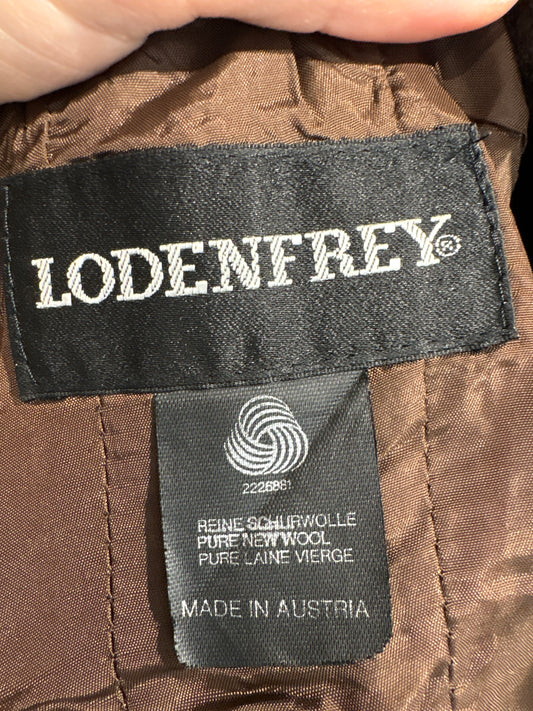 LODENFREY®
2226881
REINE SCHURWOLLE
PURE NEW WOOL
PURE LAINE VIERGE
MADE IN AUSTRIA